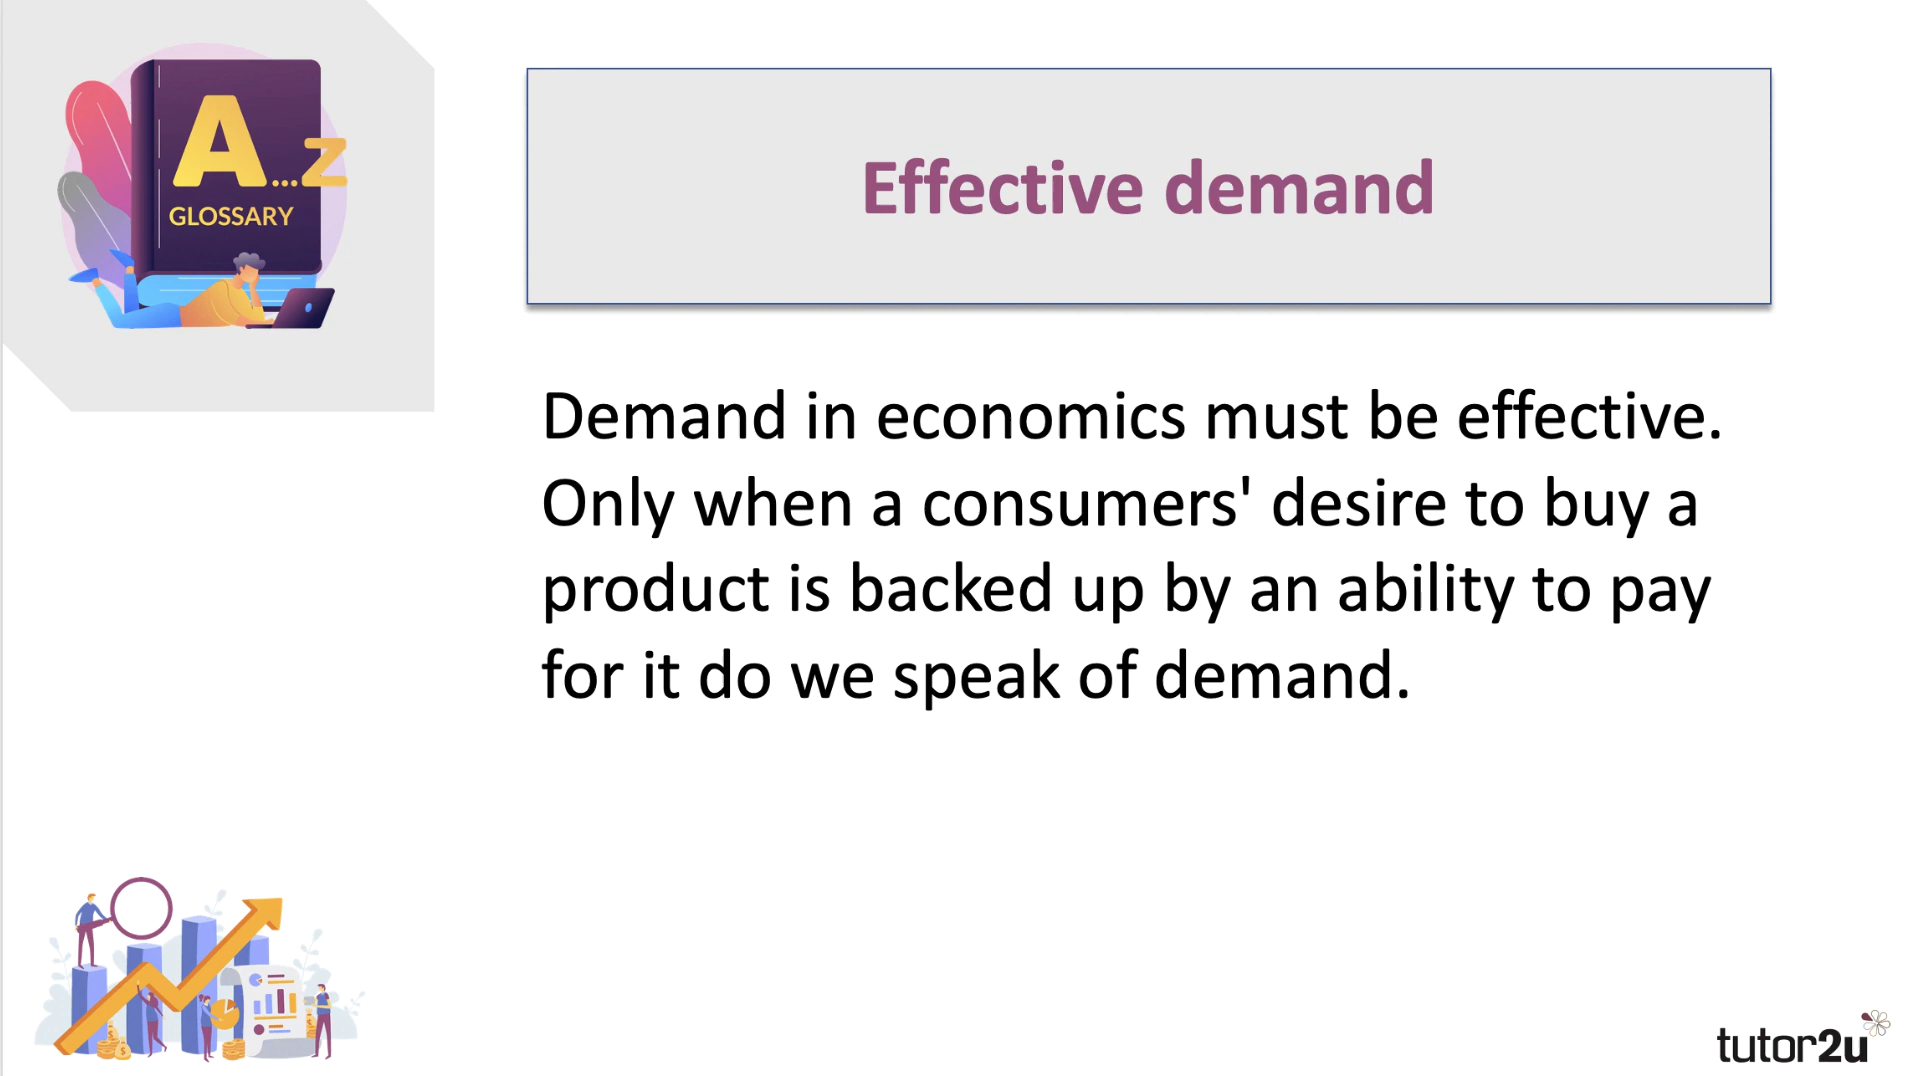 A...Z
GLOSSARY
Effective demand
Demand in economics must be effective.
Only when a consumers' desire to buy a
product is backed up by an ability to pay
for it do we speak of demand.
tutor2u